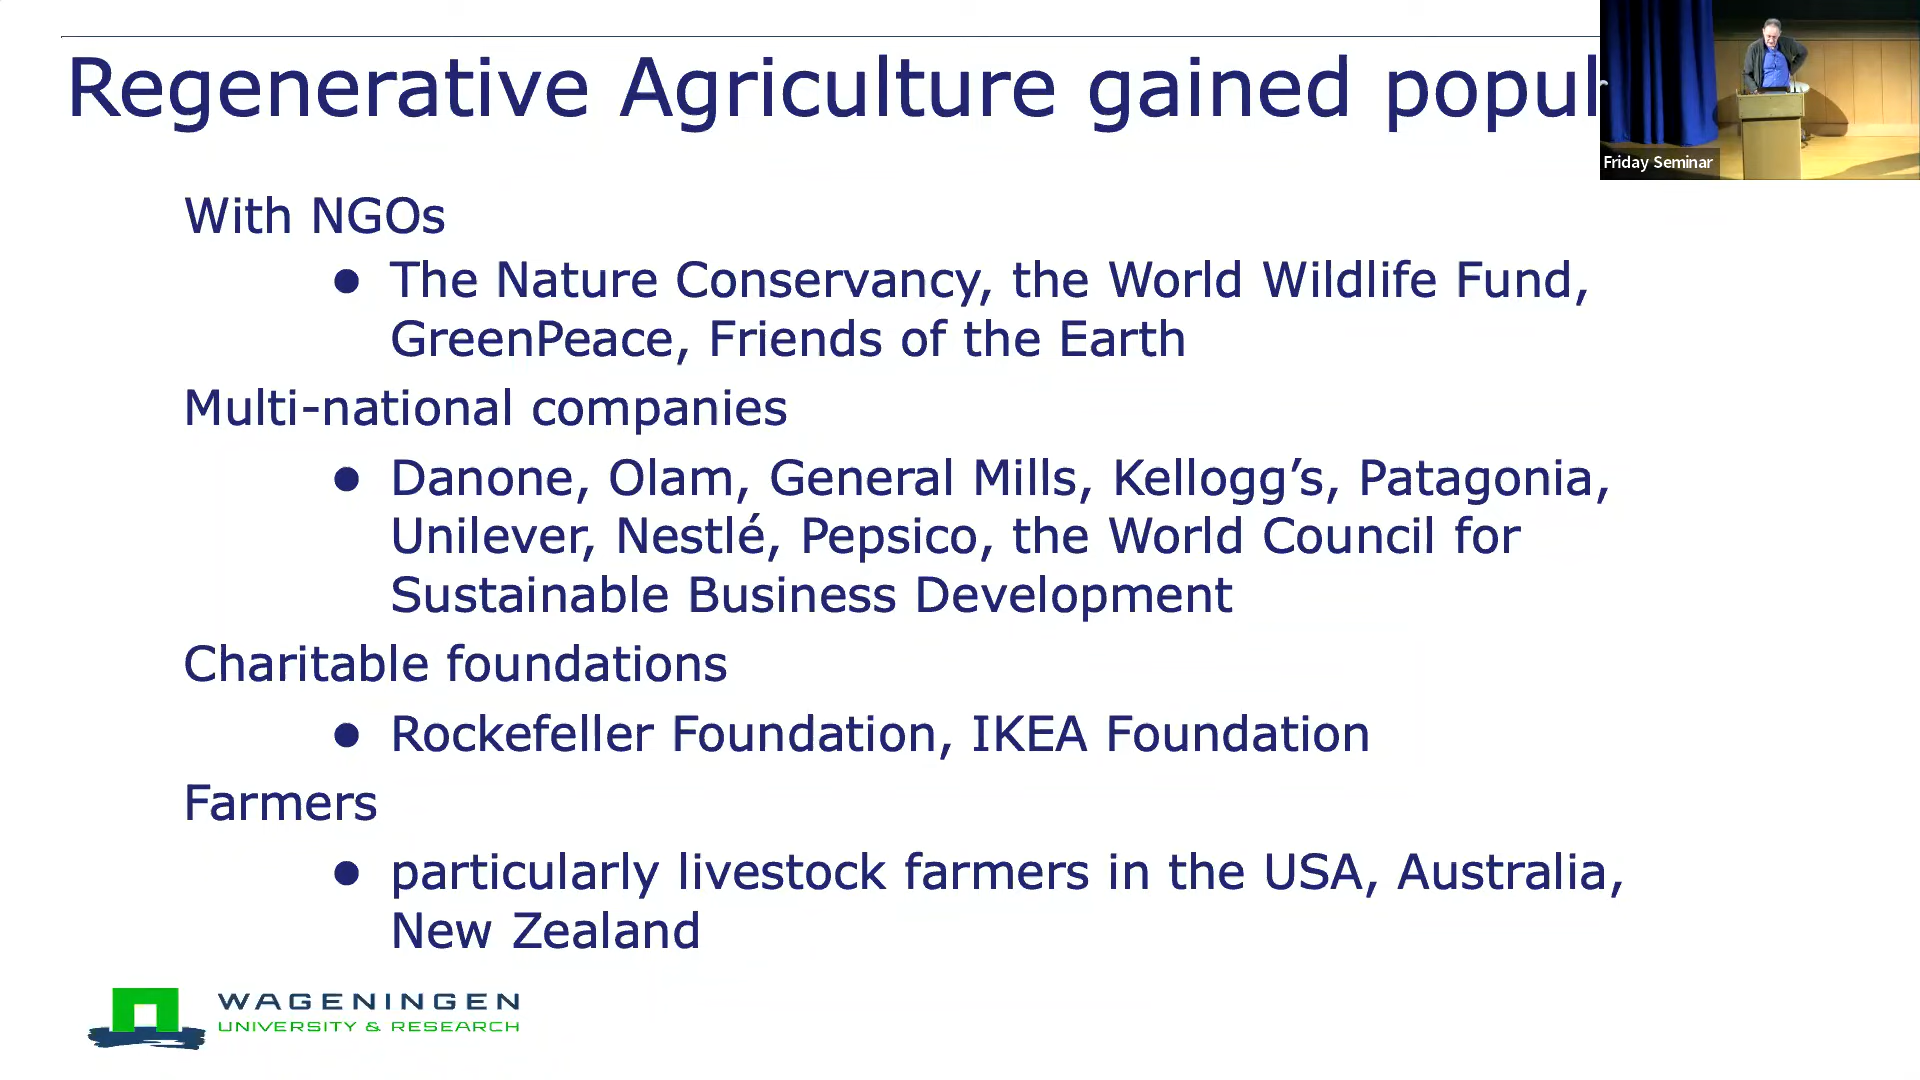 Regenerative Agriculture gained popul
Friday Seminar
With NGOs
● The Nature Conservancy, the World Wildlife Fund,
GreenPeace, Friends of the Earth
Multi-national companies
● Danone, Olam, General Mills, Kellogg’s, Patagonia,
Unilever, Nestlé, Pepsico, the World Council for
Sustainable Business Development
Charitable foundations
● Rockefeller Foundation, IKEA Foundation
Farmers
● particularly livestock farmers in the USA, Australia,
New Zealand
WAGENINGEN
UNIVERSITY & RESEARCH